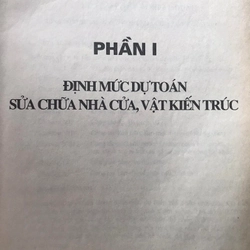 PHẦN I
ĐỊNH MỨC DỰ TOÁN
SỬA CHỮA NHÀ CỬA, VẬT KIẾN TRÚC